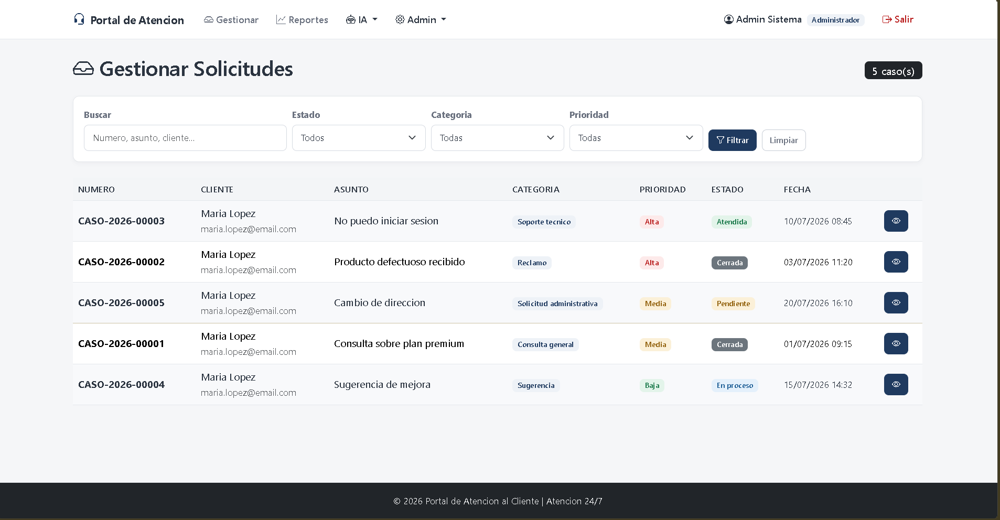 Portal de Atencion Gestionar Reportes IA Admin Admin Sistema Administrador Salir
Gestionar Solicitudes 5 caso(s)
Buscar Estado Categoria Prioridad
Numero, asunto, cliente... Todos Todas Todas Filtrar Limpiar
NUMERO CLIENTE ASUNTO CATEGORIA PRIORIDAD ESTADO FECHA
CASO-2026-00003 Maria Lopez No puedo iniciar sesion Soporte tecnico Alta Atendida 10/07/2026 08:45
maria.lopez@email.com
CASO-2026-00002 Maria Lopez Producto defectuoso recibido Reclamo Alta Cerrada 03/07/2026 11:20
maria.lopez@email.com
CASO-2026-00005 Maria Lopez Cambio de direccion Solicitud administrativa Media Pendiente 20/07/2026 16:10
maria.lopez@email.com
CASO-2026-00001 Maria Lopez Consulta sobre plan premium Consulta general Media Cerrada 01/07/2026 09:15
maria.lopez@email.com
CASO-2026-00004 Maria Lopez Sugerencia de mejora Sugerencia Baja En proceso 15/07/2026 14:32
maria.lopez@email.com
© 2026 Portal de Atencion al Cliente | Atencion 24/7